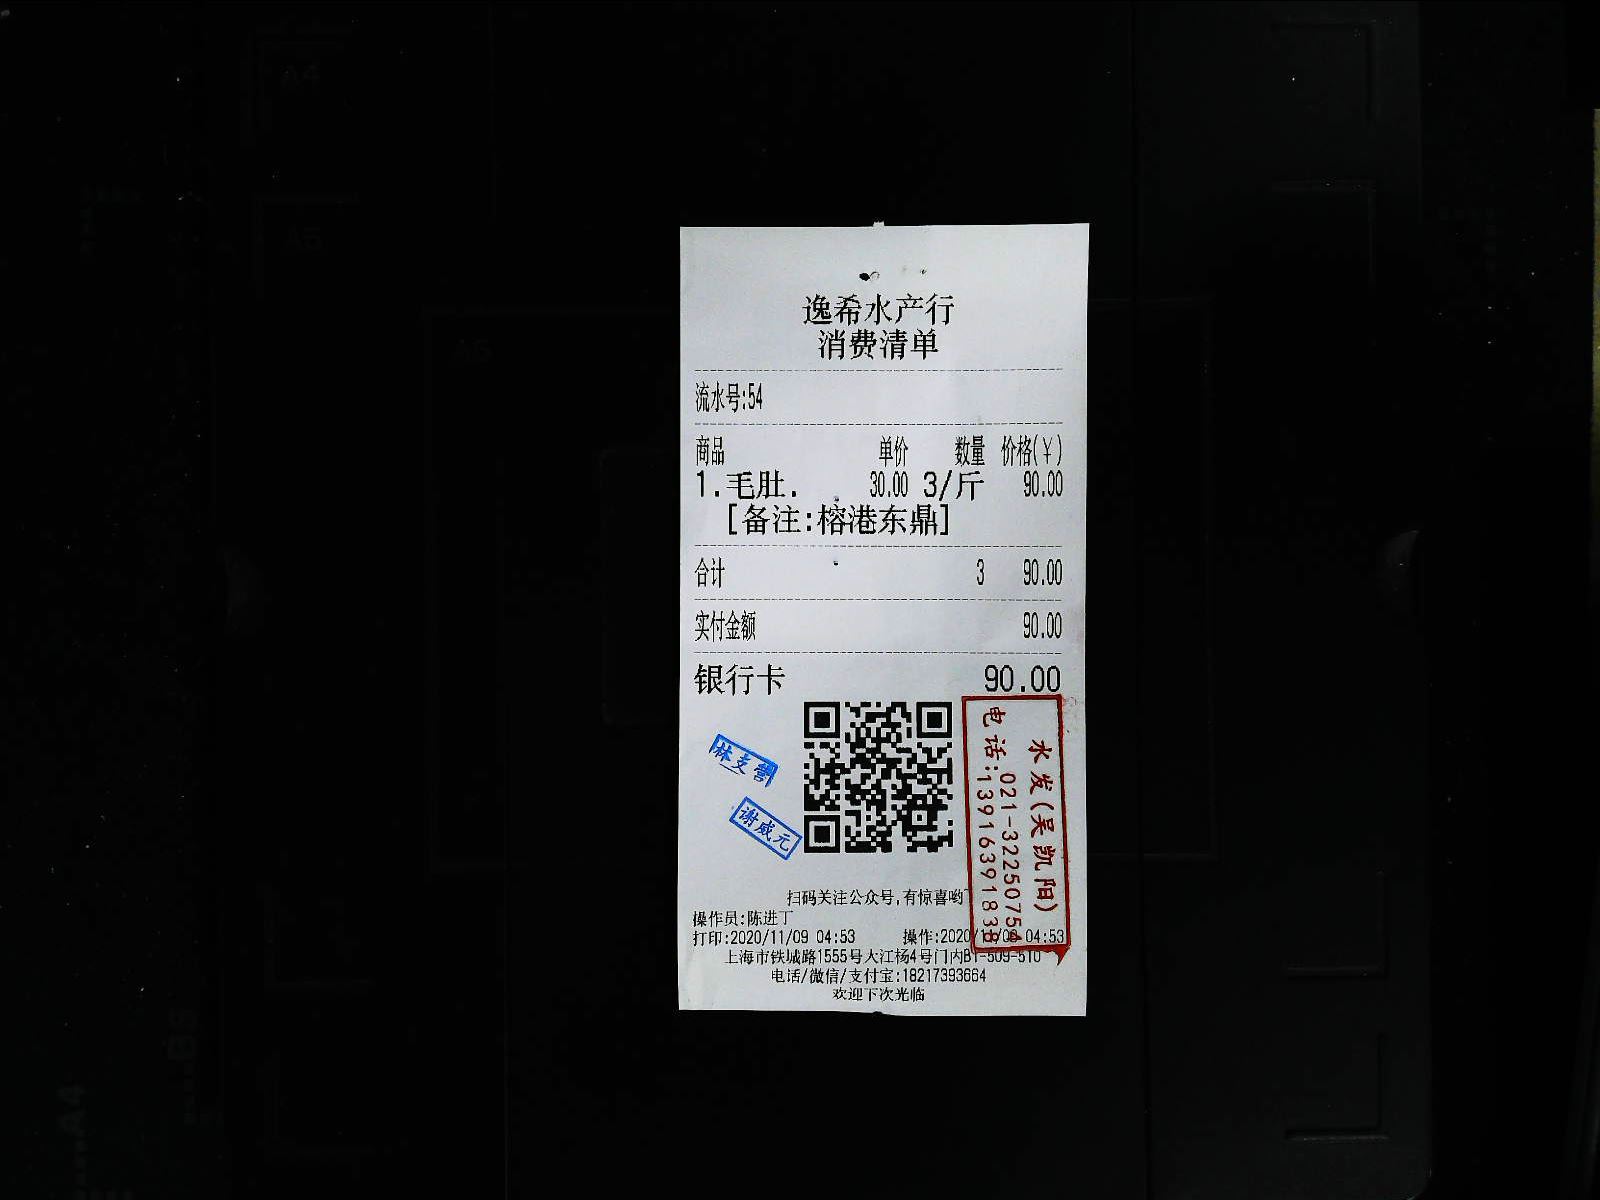 逸希水产行
消费清单
流水号:54
商品 单价 数量 价格(¥)
1.毛肚. 30.00 3/斤 90.00
[备注:榕港东鼎]
合计 3 90.00
实付金额 90.00
银行卡 90.00
水发(吴凯阳)
电话:021-32250754
13916391838
谢威元
扫码关注公众号,有惊喜哟
操作员:陈进丁
打印:2020/11/09 04:53 操作:2020/11/09 04:53
上海市铁城路1555号大江杨4号门内B1-509-510
电话/微信/支付宝:18217393664
欢迎下次光临
A4
A5
A4